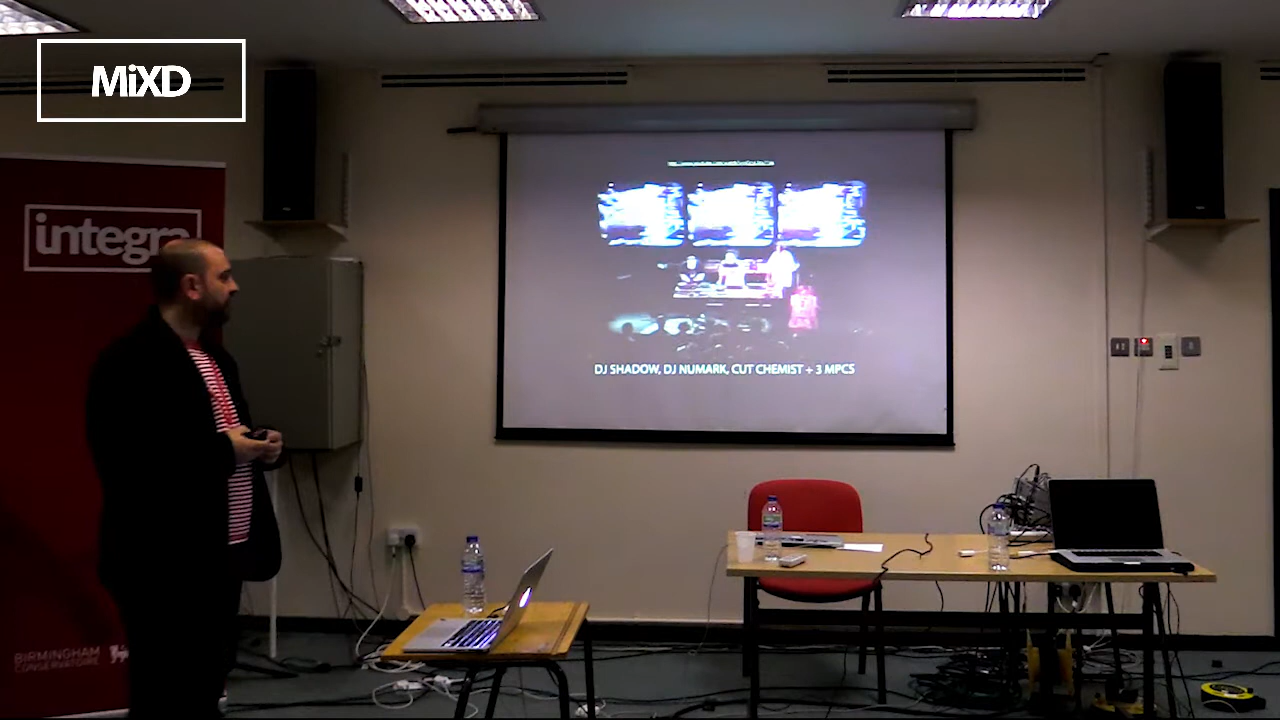 MiXD
integra
DJ SHADOW, DJ NUMARK, CUT CHEMIST + 3 MPCS
BIRMINGHAM
CONSERVATOIRE